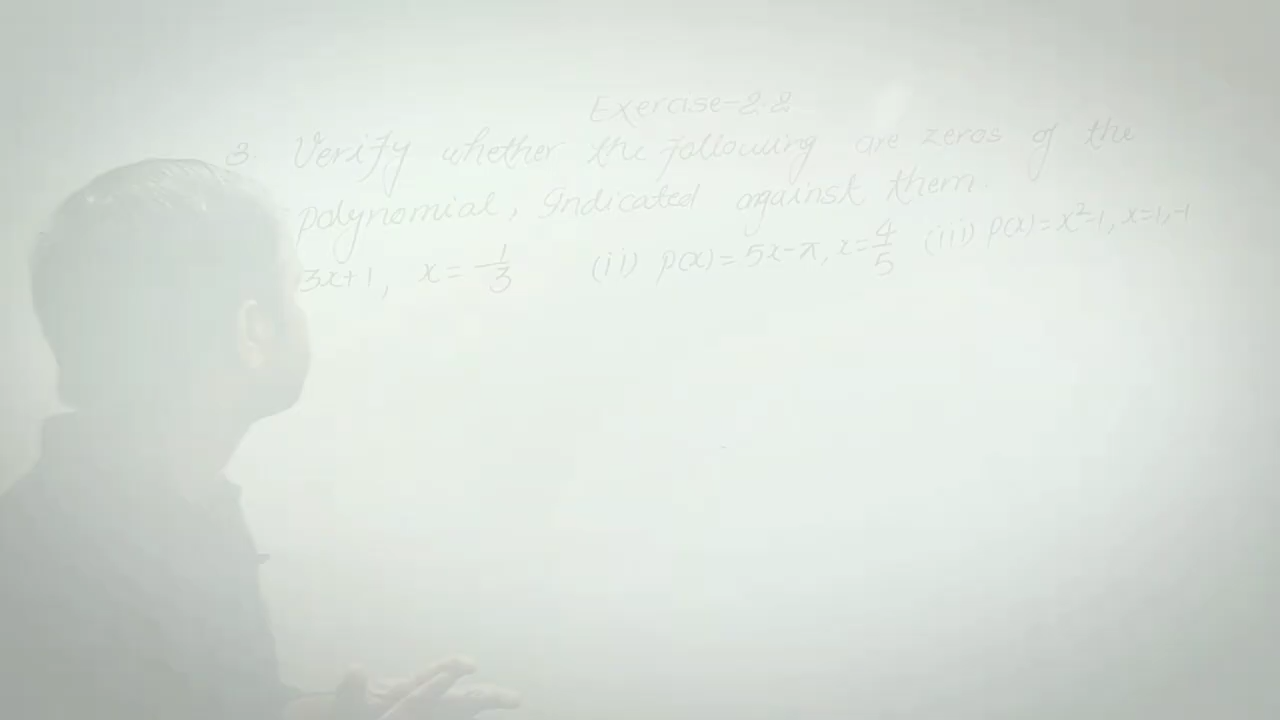 Exercise-2.2
3. Verify whether the following are zeros of the
polynomial, Indicated against them.
3x+1, x = -1/3 (ii) p(x) = 5x-π, x = 4/5 (iii) p(x) = x²-1, x=1,-1